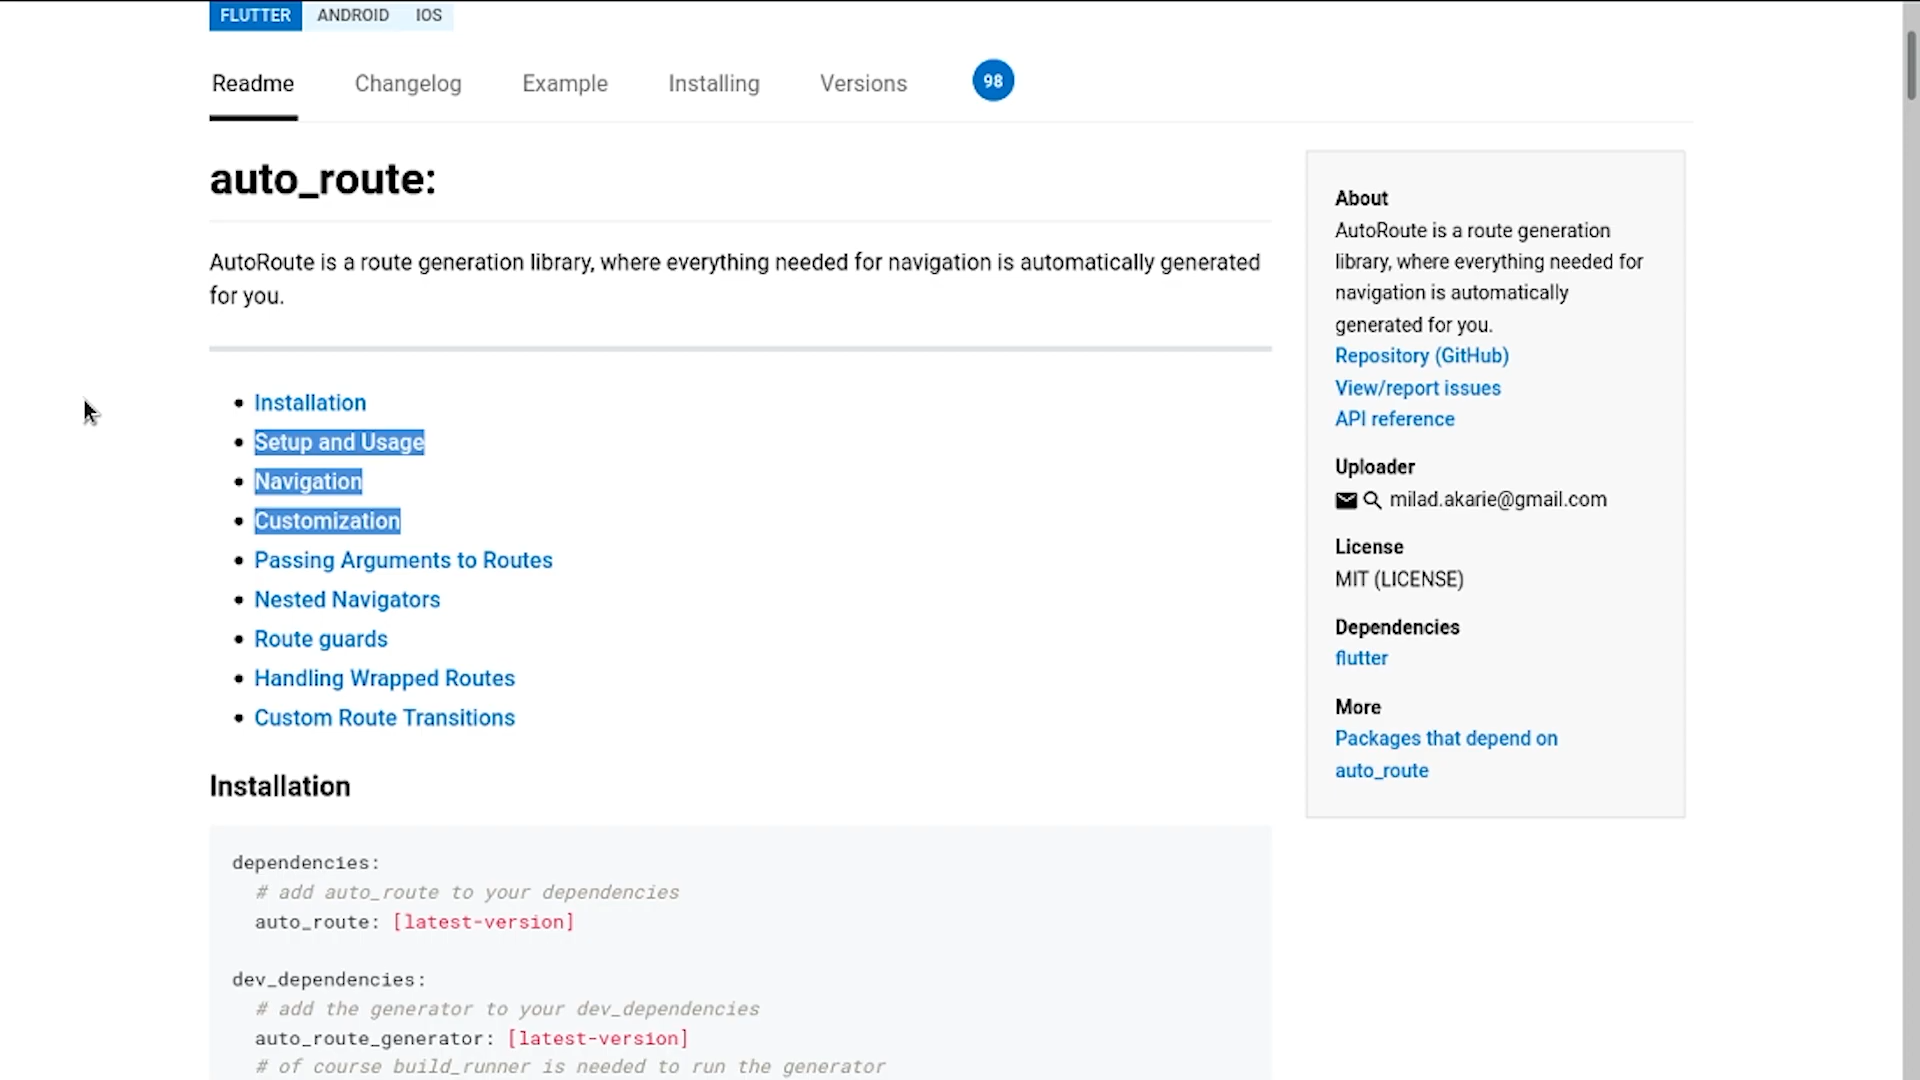 FLUTTER ANDROID IOS
Readme Changelog Example Installing Versions 98
auto_route:
AutoRoute is a route generation library, where everything needed for navigation is automatically generated
for you.
Installation
Setup and Usage
Navigation
Customization
Passing Arguments to Routes
Nested Navigators
Route guards
Handling Wrapped Routes
Custom Route Transitions
Installation
dependencies:
# add auto_route to your dependencies
auto_route: [latest-version]
dev_dependencies:
# add the generator to your dev_dependencies
auto_route_generator: [latest-version]
# of course build_runner is needed to run the generator
About
AutoRoute is a route generation
library, where everything needed for
navigation is automatically
generated for you.
Repository (GitHub)
View/report issues
API reference
Uploader
milad.akarie@gmail.com
License
MIT (LICENSE)
Dependencies
flutter
More
Packages that depend on
auto_route